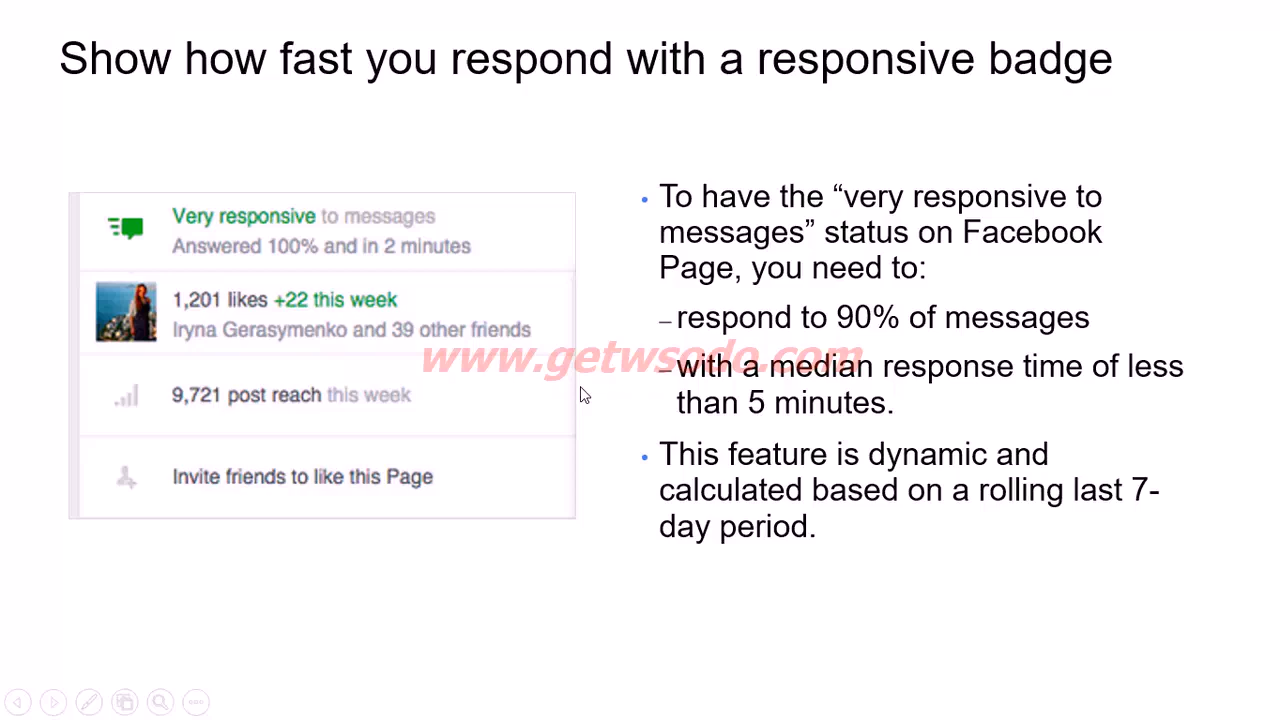 Show how fast you respond with a responsive badge
Very responsive to messages
Answered 100% and in 2 minutes
1,201 likes +22 this week
Iryna Gerasymenko and 39 other friends
9,721 post reach this week
Invite friends to like this Page
• To have the “very responsive to
messages” status on Facebook
Page, you need to:
– respond to 90% of messages
– with a median response time of less
than 5 minutes.
• This feature is dynamic and
calculated based on a rolling last 7-
day period.
www.getwsodo.com